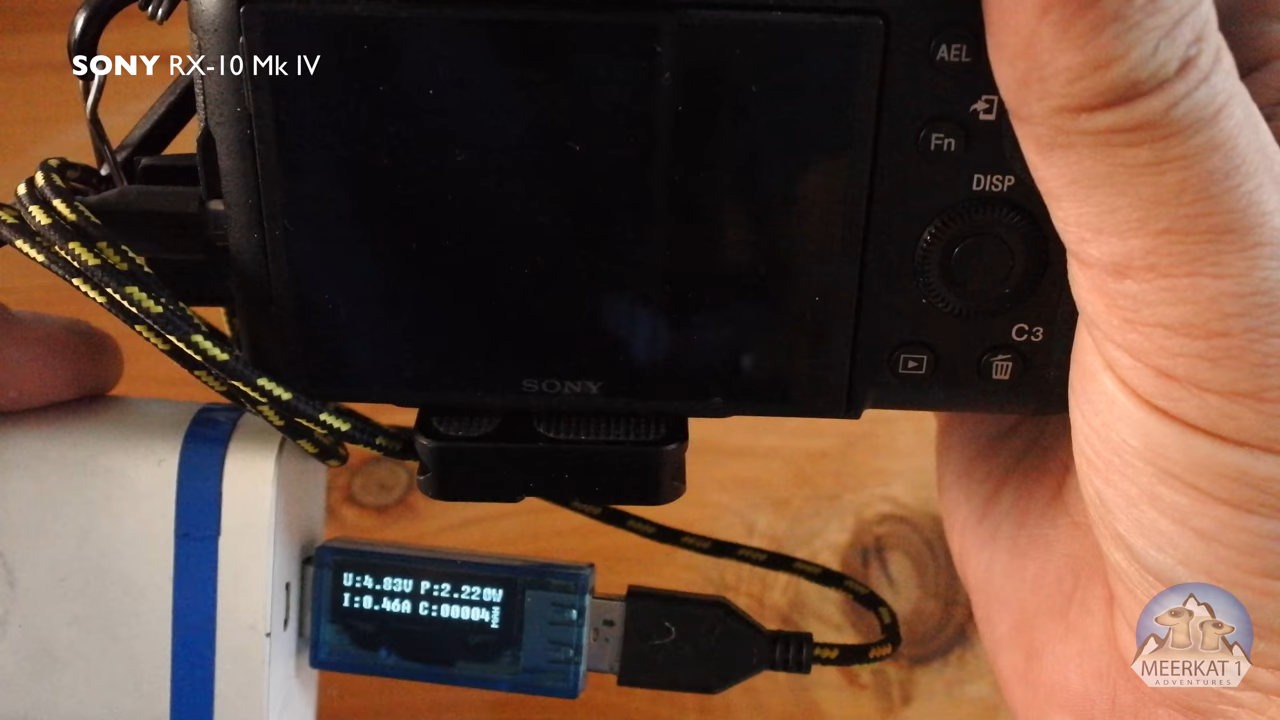 SONY RX-10 Mk IV
AEL
Fn
DISP
C3
SONY
U:4.83V P:2.220W
I:0.46A C:00004
MEERKAT 1
ADVENTURES